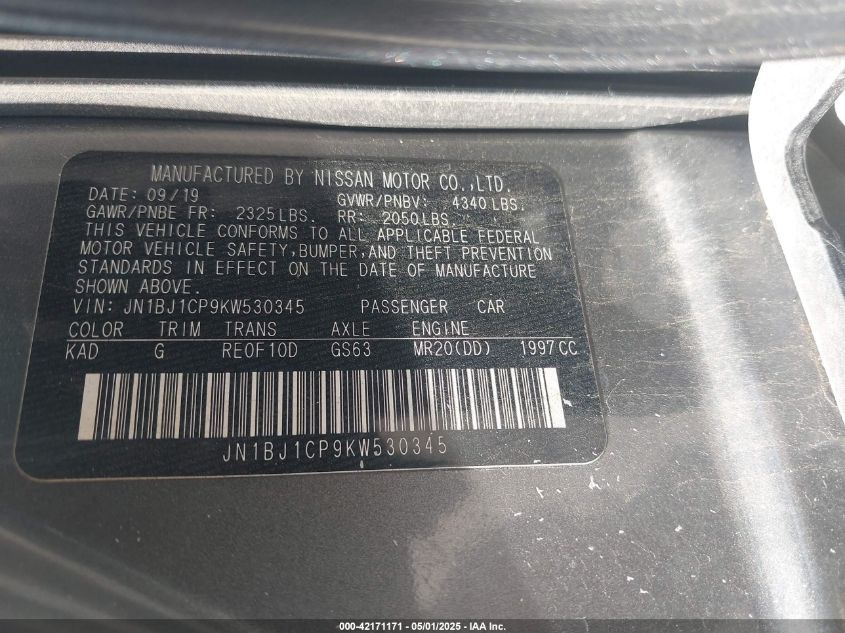 MANUFACTURED BY NISSAN MOTOR CO.,LTD.
DATE: 09/19 GVWR/PNBV: 4340 LBS.
GAWR/PNBE FR: 2325 LBS. RR: 2050 LBS.
THIS VEHICLE CONFORMS TO ALL APPLICABLE FEDERAL
MOTOR VEHICLE SAFETY, BUMPER, AND THEFT PREVENTION
STANDARDS IN EFFECT ON THE DATE OF MANUFACTURE
SHOWN ABOVE.
VIN: JN1BJ1CP9KW530345 PASSENGER CAR
COLOR TRIM TRANS AXLE ENGINE
KAD G RE0F10D GS63 MR20(DD) 1997CC
JN1BJ1CP9KW530345
000-42171171 - 05/01/2025 - IAA Inc.